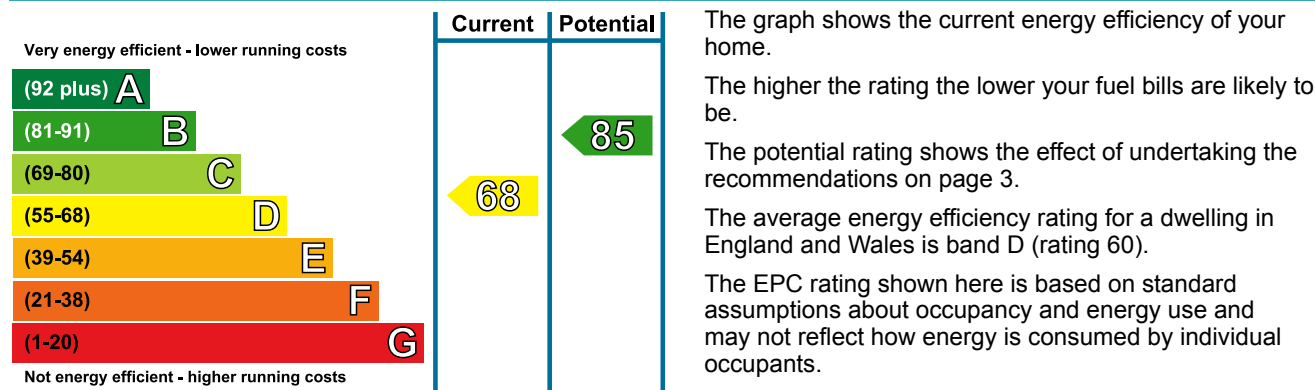 Current Potential
Very energy efficient - lower running costs
(92 plus) A
(81-91) B
85
(69-80) C
68
(55-68) D
(39-54) E
(21-38) F
(1-20) G
Not energy efficient - higher running costs
The graph shows the current energy efficiency of your
home.
The higher the rating the lower your fuel bills are likely to
be.
The potential rating shows the effect of undertaking the
recommendations on page 3.
The average energy efficiency rating for a dwelling in
England and Wales is band D (rating 60).
The EPC rating shown here is based on standard
assumptions about occupancy and energy use and
may not reflect how energy is consumed by individual
occupants.